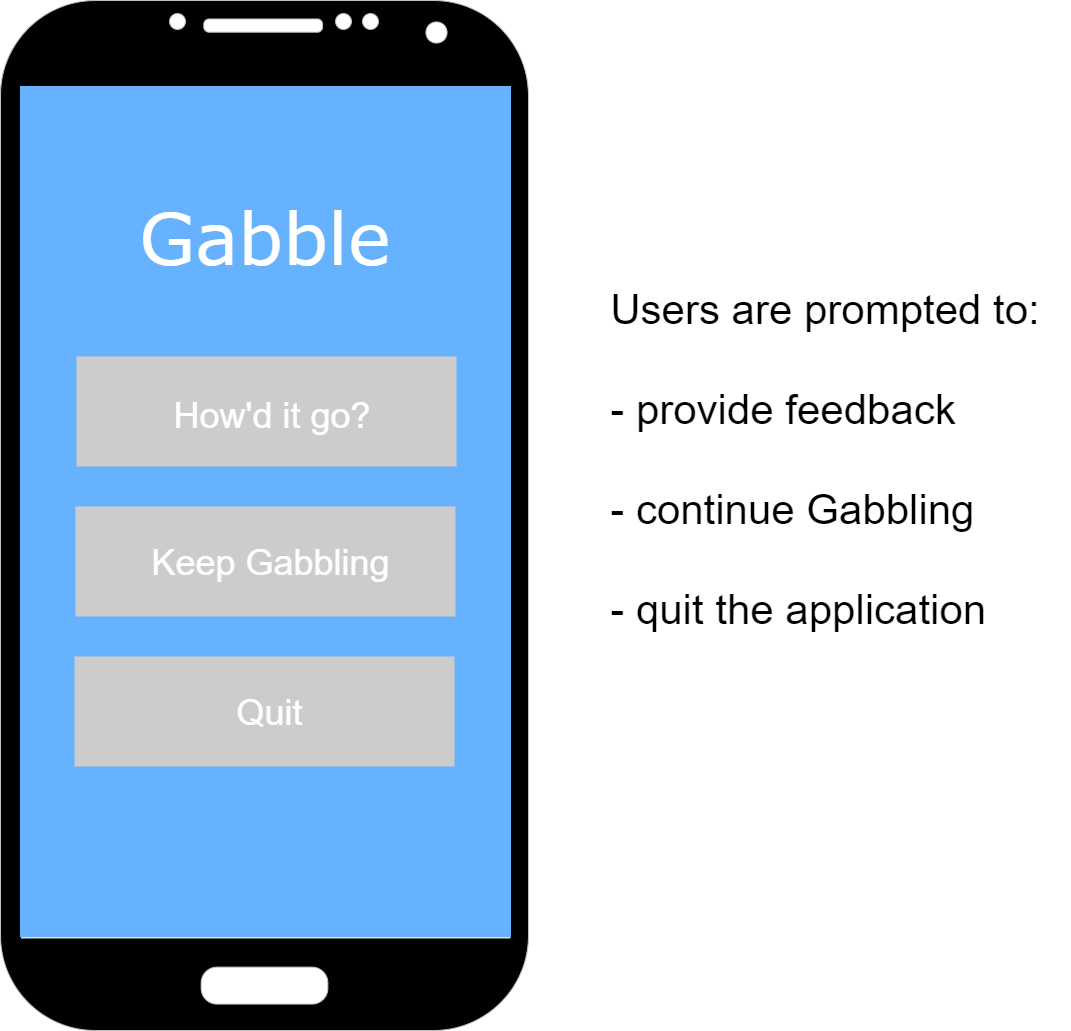 Gabble
How'd it go?
Keep Gabbling
Quit
Users are prompted to:
- provide feedback
- continue Gabbling
- quit the application